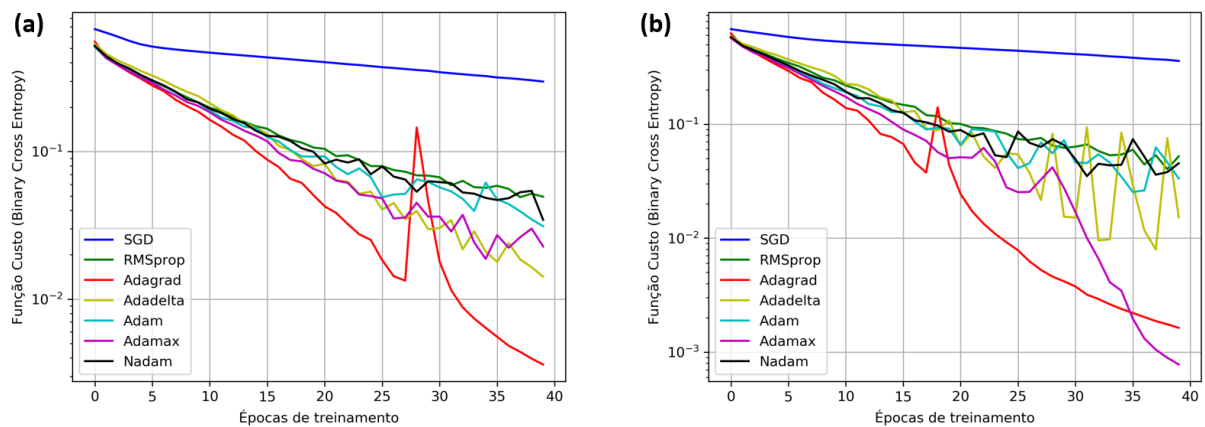 (a)
Função Custo (Binary Cross Entropy)
10⁻¹
10⁻²
SGD
RMSprop
Adagrad
Adadelta
Adam
Adamax
Nadam
0 5 10 15 20 25 30 35 40
Épocas de treinamento
(b)
Função Custo (Binary Cross Entropy)
10⁻¹
10⁻²
10⁻³
SGD
RMSprop
Adagrad
Adadelta
Adam
Adamax
Nadam
0 5 10 15 20 25 30 35 40
Épocas de treinamento